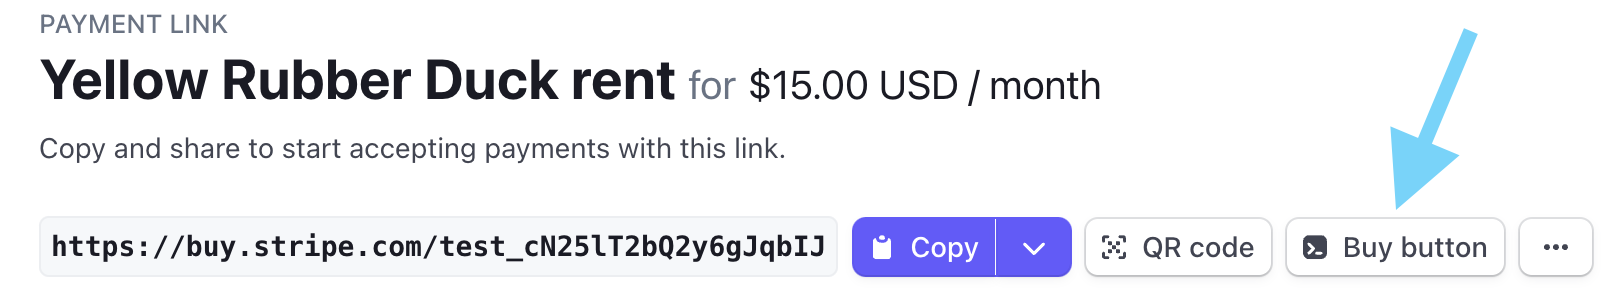 PAYMENT LINK
Yellow Rubber Duck rent for $15.00 USD / month
Copy and share to start accepting payments with this link.
https://buy.stripe.com/test_cN25lT2bQ2y6gJqbIJ Copy QR code Buy button